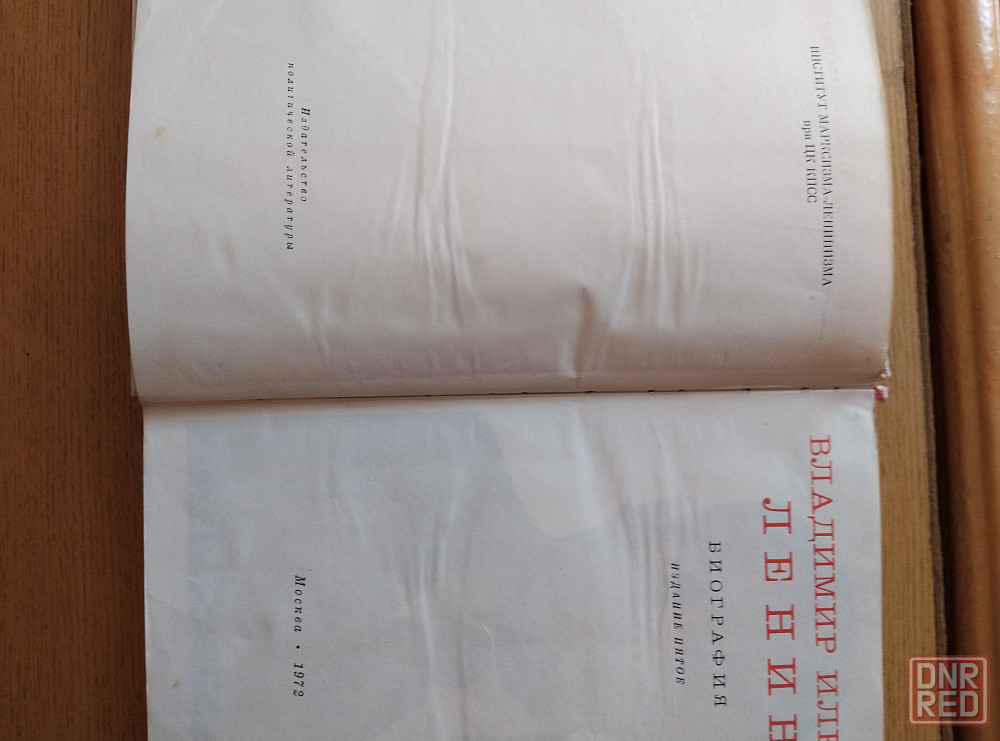 ИНСТИТУТ МАРКСИЗМА-ЛЕНИНИЗМА
при ЦК КПСС
Издательство
политической литературы
ВЛАДИМИР ИЛЬ
ЛЕНИН
БИОГРАФИЯ
ИЗДАНИЕ ПЯТОЕ
Москва • 1972
DNR
RED